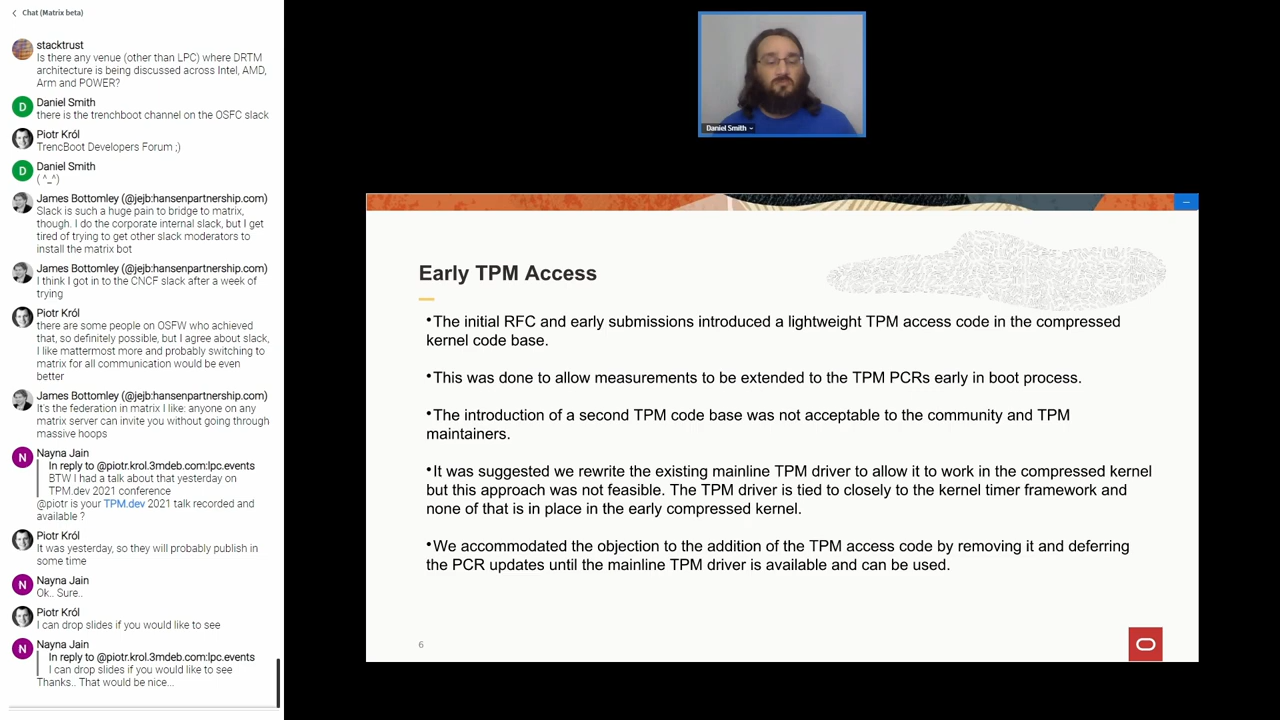 Chat (Matrix beta)
stacktrust
Is there any venue (other than LPC) where DRTM
architecture is being discussed across Intel, AMD,
Arm and POWER?
D
Daniel Smith
there is the trenchboot channel on the OSFC slack
Piotr Król
TrencBoot Developers Forum ;)
D
Daniel Smith
( ^_^)
James Bottomley (@jejb:hansenpartnership.com)
Slack is such a huge pain to bridge to matrix,
though. I do the corporate internal slack, but I get
tired of trying to get other slack moderators to
install the matrix bot
James Bottomley (@jejb:hansenpartnership.com)
I think I got in to the CNCF slack after a week of
trying
Piotr Król
there are some people on OSFW who achieved
that, so definitely possible, but I agree about slack,
I like mattermost more and probably switching to
matrix for all communication would be even
better
James Bottomley (@jejb:hansenpartnership.com)
It's the federation in matrix I like: anyone on any
matrix server can invite you without going through
massive hoops
N
Nayna Jain
In reply to @piotr.krol.3mdeb.com:lpc.events
BTW I had a talk about that yesterday on
TPM.dev 2021 conference
@piotr is your TPM.dev 2021 talk recorded and
available ?
Piotr Król
It was yesterday, so they will probably publish in
some time
N
Nayna Jain
Ok.. Sure..
Piotr Król
I can drop slides if you would like to see
N
Nayna Jain
In reply to @piotr.krol.3mdeb.com:lpc.events
I can drop slides if you would like to see
Thanks.. That would be nice...
Daniel Smith
Early TPM Access
•The initial RFC and early submissions introduced a lightweight TPM access code in the compressed
kernel code base.
•This was done to allow measurements to be extended to the TPM PCRs early in boot process.
•The introduction of a second TPM code base was not acceptable to the community and TPM
maintainers.
•It was suggested we rewrite the existing mainline TPM driver to allow it to work in the compressed kernel
but this approach was not feasible. The TPM driver is tied to closely to the kernel timer framework and
none of that is in place in the early compressed kernel.
•We accommodated the objection to the addition of the TPM access code by removing it and deferring
the PCR updates until the mainline TPM driver is available and can be used.
6